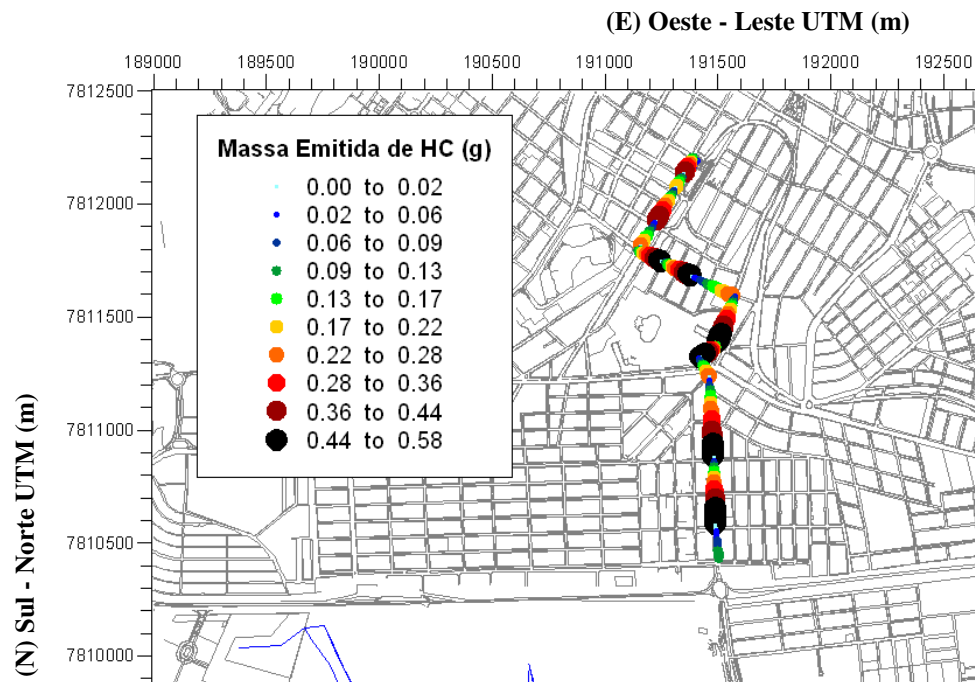 (E) Oeste - Leste UTM (m)
189000 189500 190000 190500 191000 191500 192000 192500
7812500
7812000
7811500
7811000
7810500
7810000
(N) Sul - Norte UTM (m)
Massa Emitida de HC (g)
0.00 to 0.02
0.02 to 0.06
0.06 to 0.09
0.09 to 0.13
0.13 to 0.17
0.17 to 0.22
0.22 to 0.28
0.28 to 0.36
0.36 to 0.44
0.44 to 0.58